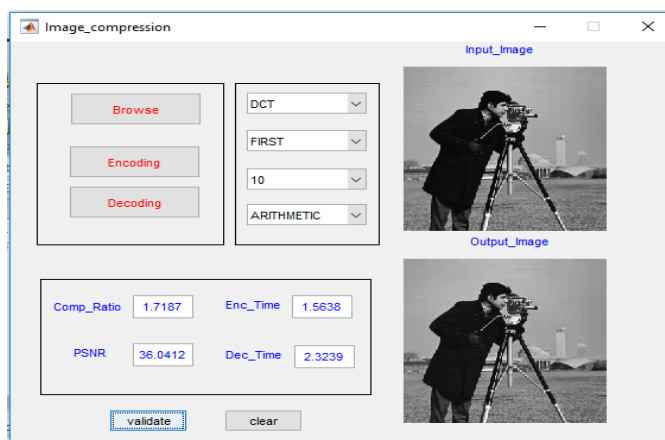 Image_compression
Input_Image
Browse
Encoding
Decoding
DCT
FIRST
10
ARITHMETIC
Output_Image
Comp_Ratio 1.7187 Enc_Time 1.5638
PSNR 36.0412 Dec_Time 2.3239
validate clear